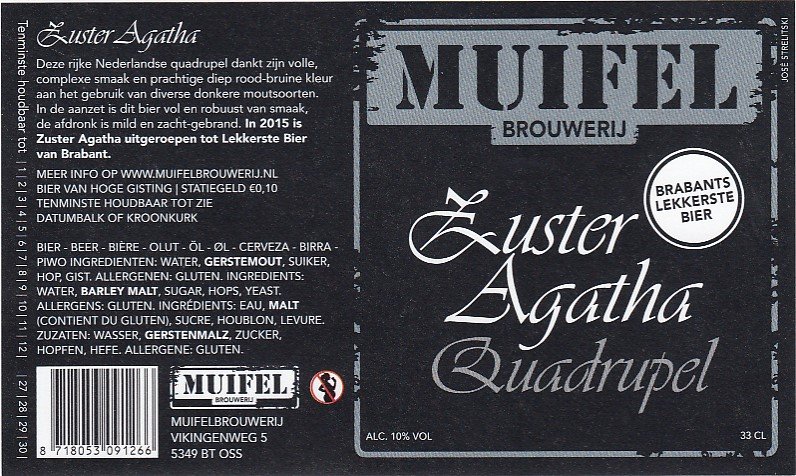 Tenminste houdbaar tot | 1 | 2 | 3 | 4 | 5 | 6 | 7 | 8 | 9 | 10 | 11 | 12 | | 27 | 28 | 29 | 30 |
Zuster Agatha
Deze rijke Nederlandse quadrupel dankt zijn volle,
complexe smaak en prachtige diep rood-bruine kleur
aan het gebruik van diverse donkere moutsoorten.
In de aanzet is dit bier vol en robuust van smaak,
de afdronk is mild en zacht-gebrand. In 2015 is
Zuster Agatha uitgeroepen tot Lekkerste Bier
van Brabant.
MEER INFO OP WWW.MUIFELBROUWERIJ.NL
BIER VAN HOGE GISTING | STATIEGELD €0,10
TENMINSTE HOUDBAAR TOT ZIE
DATUMBALK OF KROONKURK
BIER - BEER - BIÈRE - OLUT - ÖL - ØL - CERVEZA - BIRRA -
PIWO INGREDIENTEN: WATER, GERSTEMOUT, SUIKER,
HOP, GIST. ALLERGENEN: GLUTEN. INGREDIENTS:
WATER, BARLEY MALT, SUGAR, HOPS, YEAST.
ALLERGENS: GLUTEN. INGRÉDIENTS: EAU, MALT
(CONTIENT DU GLUTEN), SUCRE, HOUBLON, LEVURE.
ZUZATEN: WASSER, GERSTENMALZ, ZUCKER,
HOPFEN, HEFE. ALLERGENE: GLUTEN.
8 718053 091266
MUIFEL
BROUWERIJ
MUIFELBROUWERIJ
VIKINGENWEG 5
5349 BT OSS
MUIFEL
BROUWERIJ
BRABANTS
LEKKERSTE
BIER
Zuster
Agatha
Quadrupel
ALC. 10% VOL
33 CL
JOSÉ STRELITSKI